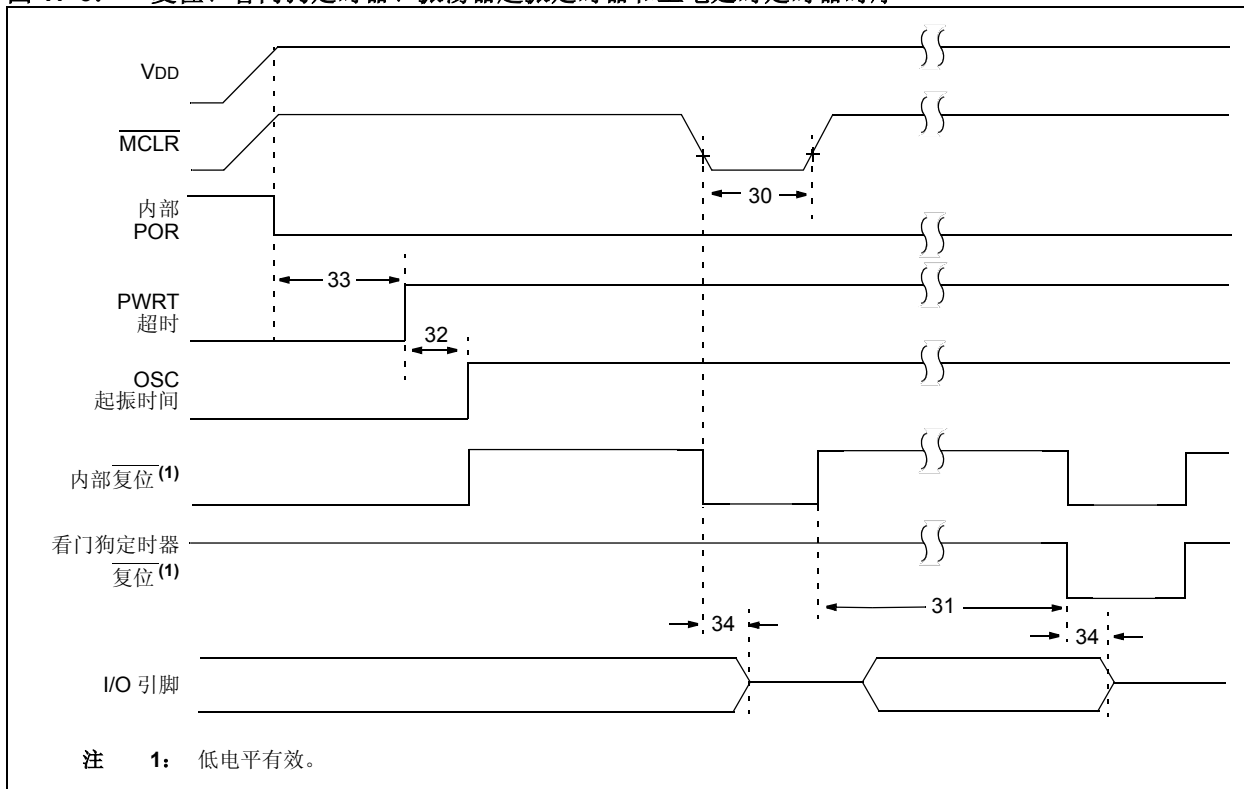 VDD
MCLR
内部
POR
30
33
PWRT
超时
32
OSC
起振时间
内部复位(1)
看门狗定时器
复位(1)
31
34
34
I/O 引脚
注 1： 低电平有效。